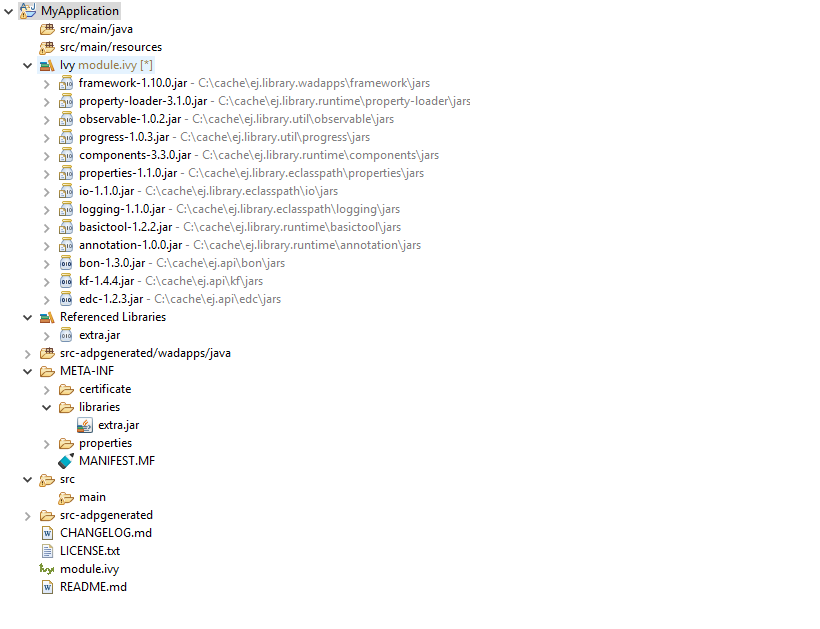 MyApplication
src/main/java
src/main/resources
Ivy module.ivy [*]
framework-1.10.0.jar - C:\cache\ej.library.wadapps\framework\jars
property-loader-3.1.0.jar - C:\cache\ej.library.runtime\property-loader\jars
observable-1.0.2.jar - C:\cache\ej.library.util\observable\jars
progress-1.0.3.jar - C:\cache\ej.library.util\progress\jars
components-3.3.0.jar - C:\cache\ej.library.runtime\components\jars
properties-1.1.0.jar - C:\cache\ej.library.eclasspath\properties\jars
io-1.1.0.jar - C:\cache\ej.library.eclasspath\io\jars
logging-1.1.0.jar - C:\cache\ej.library.eclasspath\logging\jars
basictool-1.2.2.jar - C:\cache\ej.library.runtime\basictool\jars
annotation-1.0.0.jar - C:\cache\ej.library.runtime\annotation\jars
bon-1.3.0.jar - C:\cache\ej.api\bon\jars
kf-1.4.4.jar - C:\cache\ej.api\kf\jars
edc-1.2.3.jar - C:\cache\ej.api\edc\jars
Referenced Libraries
extra.jar
src-adpgenerated/wadapps/java
META-INF
certificate
libraries
extra.jar
properties
MANIFEST.MF
src
main
src-adpgenerated
CHANGELOG.md
LICENSE.txt
module.ivy
README.md